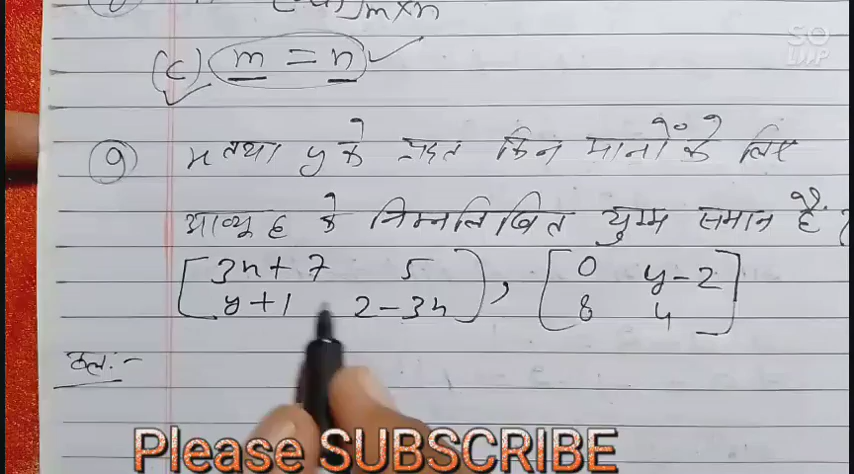 m×n
(c) m = n
9 x तथा y के प्रदत्त किन मानों के लिए
आव्यूह के निम्नलिखित युग्म समान हैं?
[3x+7 5], [0 y-2]
[y+1 2-3x] [8 4]
हल:-
Please SUBSCRIBE